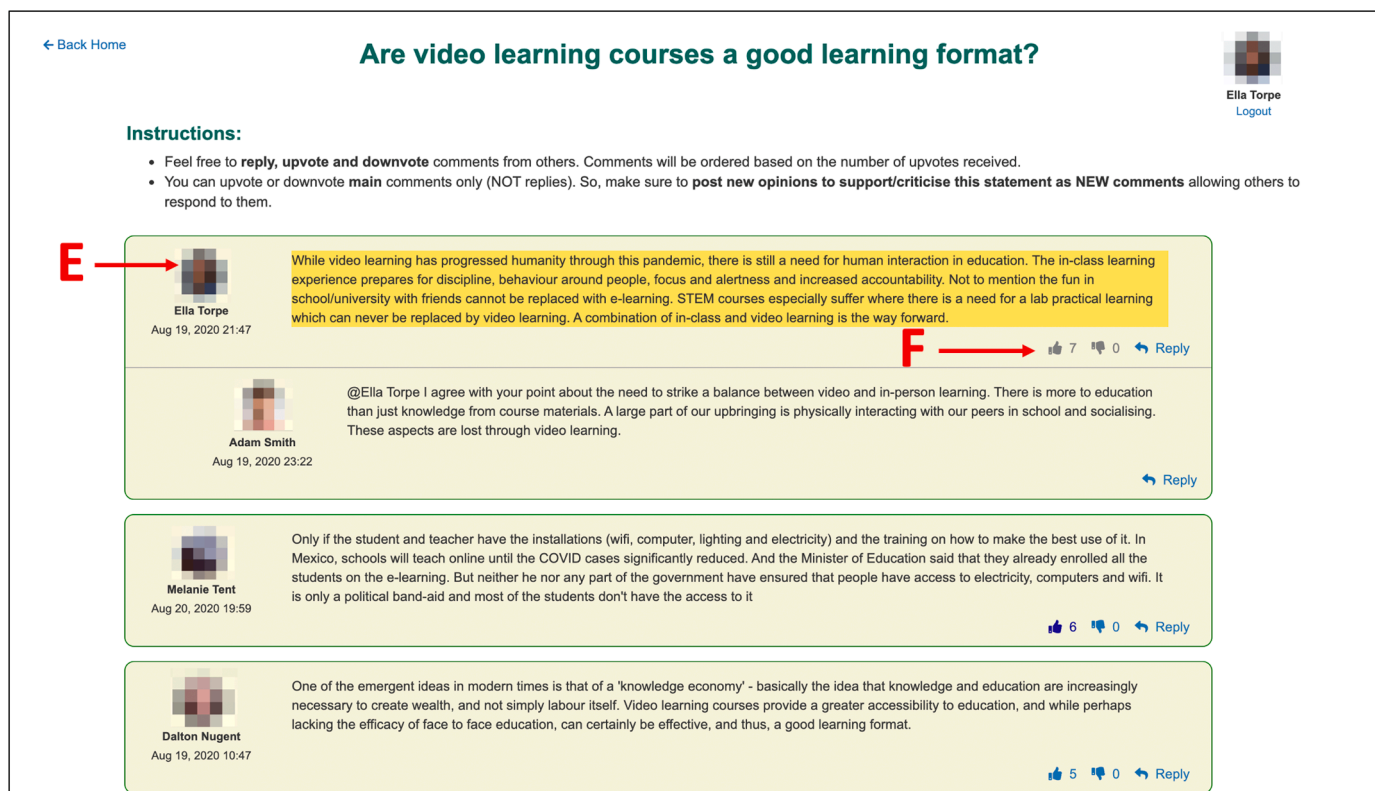 Back Home
Are video learning courses a good learning format?
Ella Torpe
Logout
Instructions:
• Feel free to reply, upvote and downvote comments from others. Comments will be ordered based on the number of upvotes received.
• You can upvote or downvote main comments only (NOT replies). So, make sure to post new opinions to support/criticise this statement as NEW comments allowing others to
respond to them.
E
Ella Torpe
Aug 19, 2020 21:47
While video learning has progressed humanity through this pandemic, there is still a need for human interaction in education. The in-class learning
experience prepares for discipline, behaviour around people, focus and alertness and increased accountability. Not to mention the fun in
school/university with friends cannot be replaced with e-learning. STEM courses especially suffer where there is a need for a lab practical learning
which can never be replaced by video learning. A combination of in-class and video learning is the way forward.
F
7 0 Reply
Adam Smith
Aug 19, 2020 23:22
@Ella Torpe I agree with your point about the need to strike a balance between video and in-person learning. There is more to education
than just knowledge from course materials. A large part of our upbringing is physically interacting with our peers in school and socialising.
These aspects are lost through video learning.
Reply
Melanie Tent
Aug 20, 2020 19:59
Only if the student and teacher have the installations (wifi, computer, lighting and electricity) and the training on how to make the best use of it. In
Mexico, schools will teach online until the COVID cases significantly reduced. And the Minister of Education said that they already enrolled all the
students on the e-learning. But neither he nor any part of the government have ensured that people have access to electricity, computers and wifi. It
is only a political band-aid and most of the students don't have the access to it
6 0 Reply
Dalton Nugent
Aug 19, 2020 10:47
One of the emergent ideas in modern times is that of a 'knowledge economy' - basically the idea that knowledge and education are increasingly
necessary to create wealth, and not simply labour itself. Video learning courses provide a greater accessibility to education, and while perhaps
lacking the efficacy of face to face education, can certainly be effective, and thus, a good learning format.
5 0 Reply